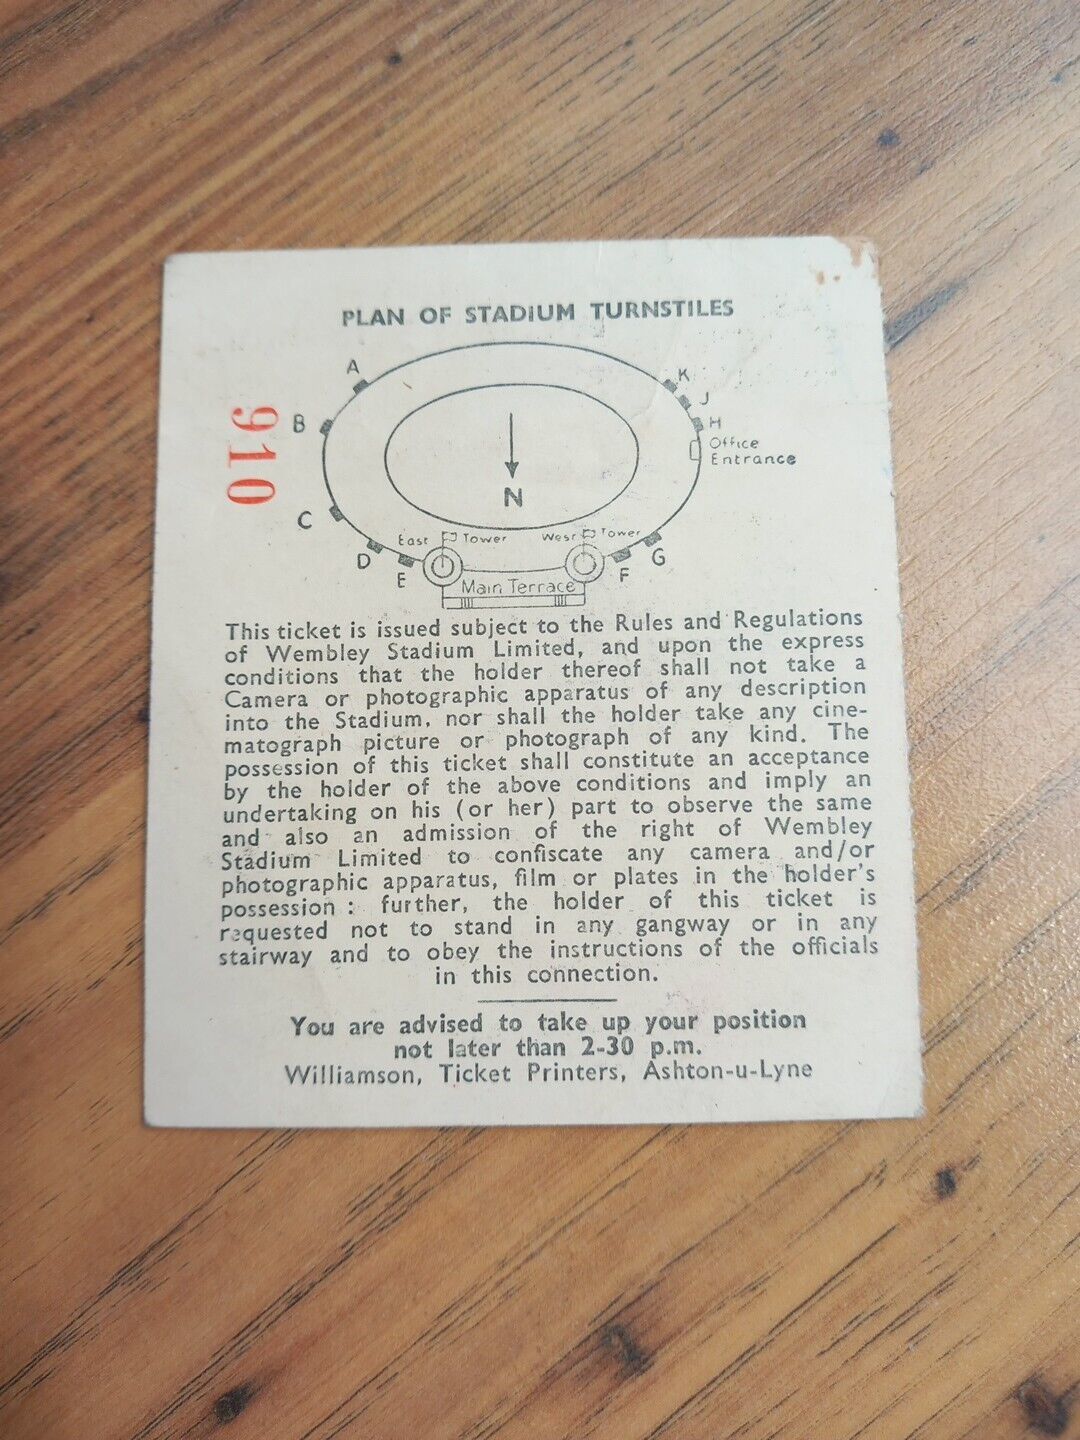 PLAN OF STADIUM TURNSTILES
A
K
J
B
H
Office
Entrance
910
N
C
East Tower
West Tower
D
E
F
G
Main Terrace
This ticket is issued subject to the Rules and Regulations
of Wembley Stadium Limited, and upon the express
conditions that the holder thereof shall not take a
Camera or photographic apparatus of any description
into the Stadium, nor shall the holder take any cine-
matograph picture or photograph of any kind. The
possession of this ticket shall constitute an acceptance
by the holder of the above conditions and imply an
undertaking on his (or her) part to observe the same
and also an admission of the right of Wembley
Stadium Limited to confiscate any camera and/or
photographic apparatus, film or plates in the holder's
possession : further, the holder of this ticket is
requested not to stand in any gangway or in any
stairway and to obey the instructions of the officials
in this connection.
You are advised to take up your position
not later than 2-30 p.m.
Williamson, Ticket Printers, Ashton-u-Lyne